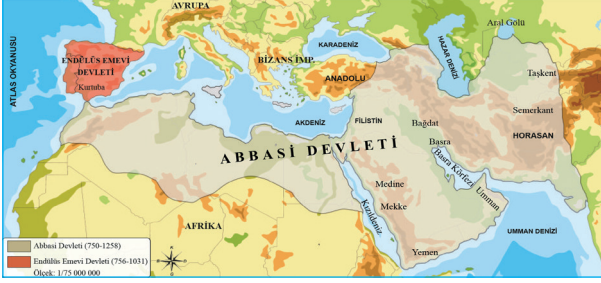 AVRUPA
Aral Gölü
ATLAS OKYANUSU
KARADENİZ
HAZAR DENİZİ
ENDÜLÜS EMEVİ
DEVLETİ
Kurtuba
BİZANS İMP.
ANADOLU
Taşkent
Semerkant
AKDENİZ
FİLİSTİN
Bağdat
HORASAN
ABBASİ DEVLETİ
Basra
Basra Körfezi
Medine
Umman
Mekke
Kızıldeniz
AFRİKA
UMMAN DENİZİ
Yemen
Abbasi Devleti (750-1258)
Endülüs Emevi Devleti (756-1031)
Ölçek: 1/75 000 000